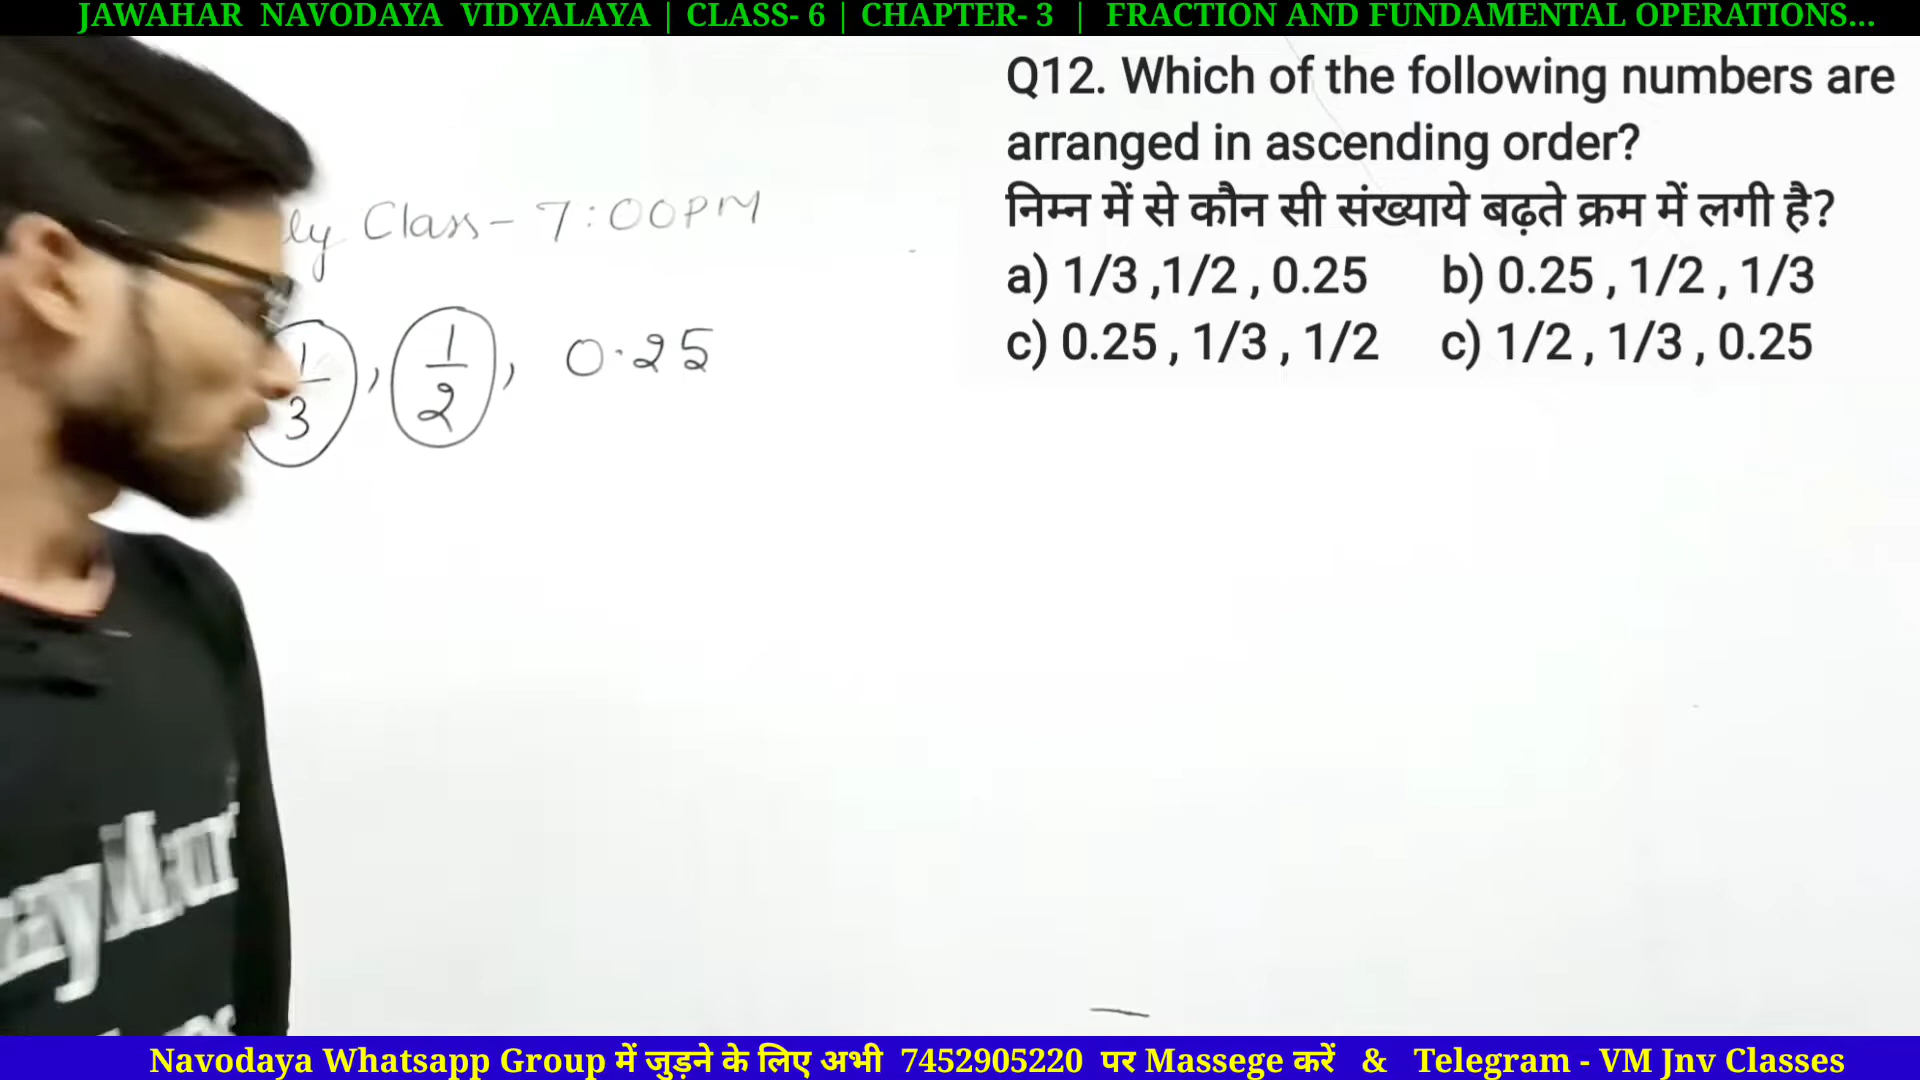 JAWAHAR NAVODAYA VIDYALAYA | CLASS- 6 | CHAPTER- 3 | FRACTION AND FUNDAMENTAL OPERATIONS...
Q12. Which of the following numbers are
arranged in ascending order?
निम्न में से कौन सी संख्याये बढ़ते क्रम में लगी है?
a) 1/3 ,1/2 , 0.25 b) 0.25 , 1/2 , 1/3
c) 0.25 , 1/3 , 1/2 c) 1/2 , 1/3 , 0.25
ly Class - 7:00PM
1/3 , 1/2 , 0.25
Navodaya Whatsapp Group में जुड़ने के लिए अभी 7452905220 पर Massege करें & Telegram - VM Jnv Classes